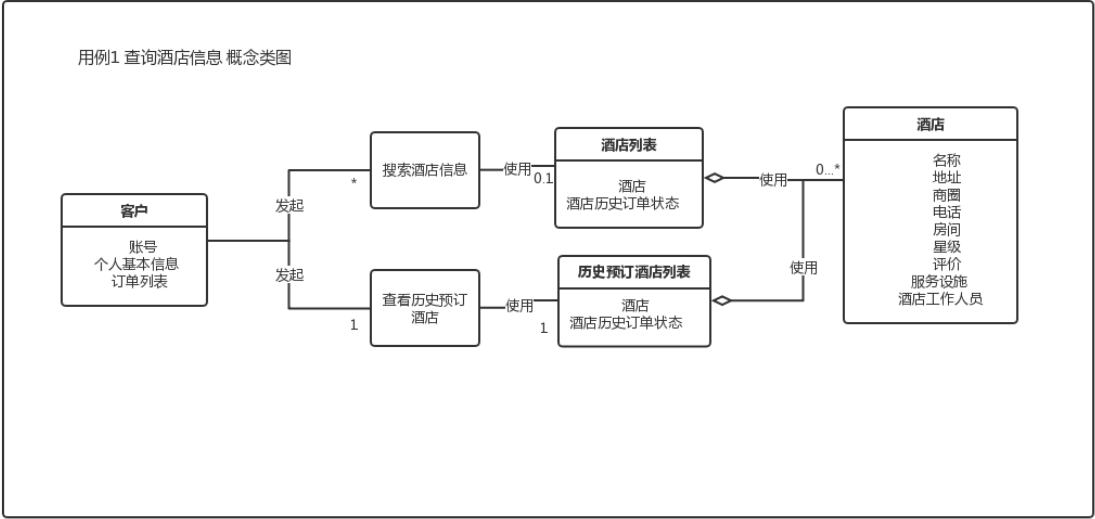 用例1 查询酒店信息 概念类图
客户
账号
个人基本信息
订单列表
发起
发起
*
1
搜索酒店信息
查看历史预订
酒店
使用
0.1
使用
1
酒店列表
酒店
酒店历史订单状态
历史预订酒店列表
酒店
酒店历史订单状态
使用
0...*
使用
酒店
名称
地址
商圈
电话
房间
星级
评价
服务设施
酒店工作人员